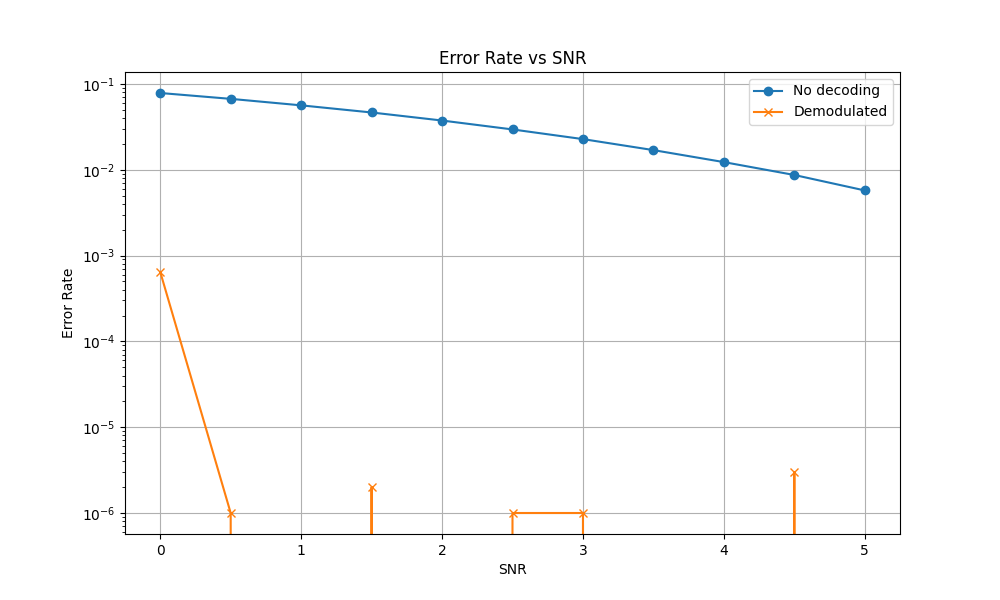 Error Rate vs SNR
No decoding
Demodulated
Error Rate
10⁻¹
10⁻²
10⁻³
10⁻⁴
10⁻⁵
10⁻⁶
0 1 2 3 4 5
SNR